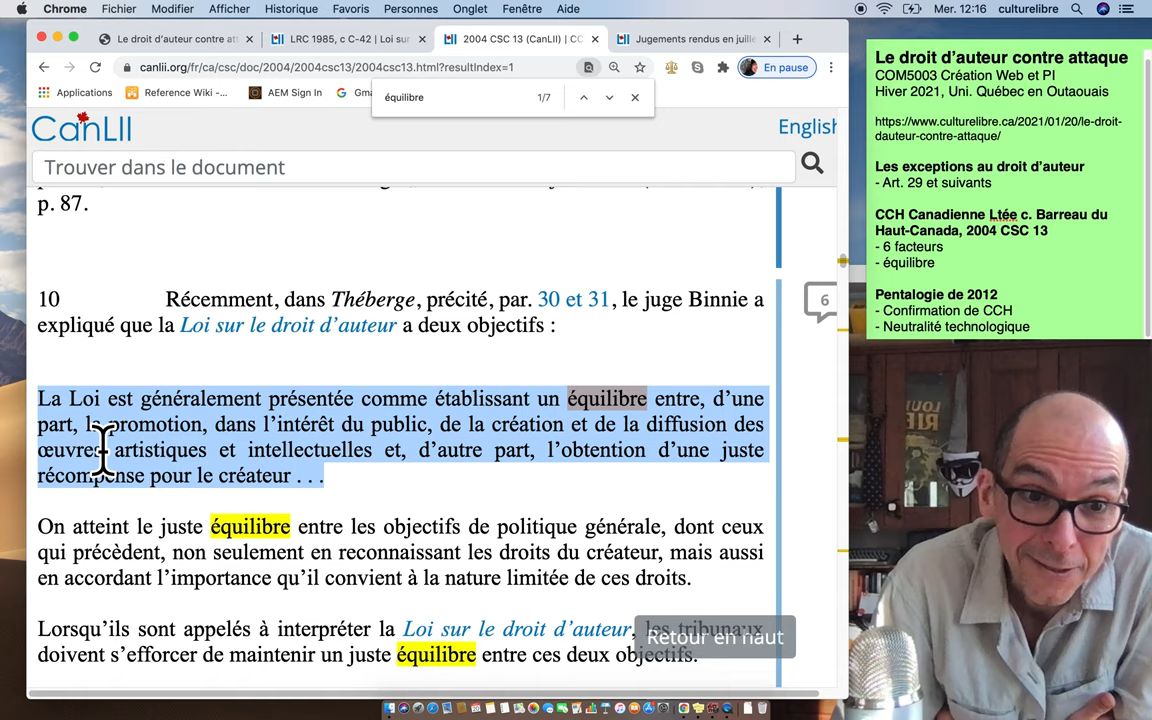 Chrome Fichier Modifier Afficher Historique Favoris Personnes Onglet Fenêtre Aide Mer. 12:16 culturelibre
Le droit d'auteur contre att
LRC 1985, c C-42 | Loi sur
2004 CSC 13 (CanLII) | CC
Jugements rendus en juille
canlii.org/fr/ca/csc/doc/2004/2004csc13/2004csc13.html?resultIndex=1
En pause
Applications Reference Wiki -... AEM Sign In
équilibre 1/7
CanLII
English
Trouver dans le document
p. 87.
10 Récemment, dans Théberge, précité, par. 30 et 31, le juge Binnie a
expliqué que la Loi sur le droit d'auteur a deux objectifs :
6
La Loi est généralement présentée comme établissant un équilibre entre, d'une
part, la promotion, dans l'intérêt du public, de la création et de la diffusion des
œuvres artistiques et intellectuelles et, d'autre part, l'obtention d'une juste
récompense pour le créateur . . .
On atteint le juste équilibre entre les objectifs de politique générale, dont ceux
qui précèdent, non seulement en reconnaissant les droits du créateur, mais aussi
en accordant l'importance qu'il convient à la nature limitée de ces droits.
Lorsqu'ils sont appelés à interpréter la Loi sur le droit d'auteur, les tribunaux
doivent s'efforcer de maintenir un juste équilibre entre ces deux objectifs.
Retour en haut
Le droit d'auteur contre attaque
COM5003 Création Web et PI
Hiver 2021, Uni. Québec en Outaouais
https://www.culturelibre.ca/2021/01/20/le-droit-
dauteur-contre-attaque/
Les exceptions au droit d'auteur
- Art. 29 et suivants
CCH Canadienne Ltée c. Barreau du
Haut-Canada, 2004 CSC 13
- 6 facteurs
- équilibre
Pentalogie de 2012
- Confirmation de CCH
- Neutralité technologique